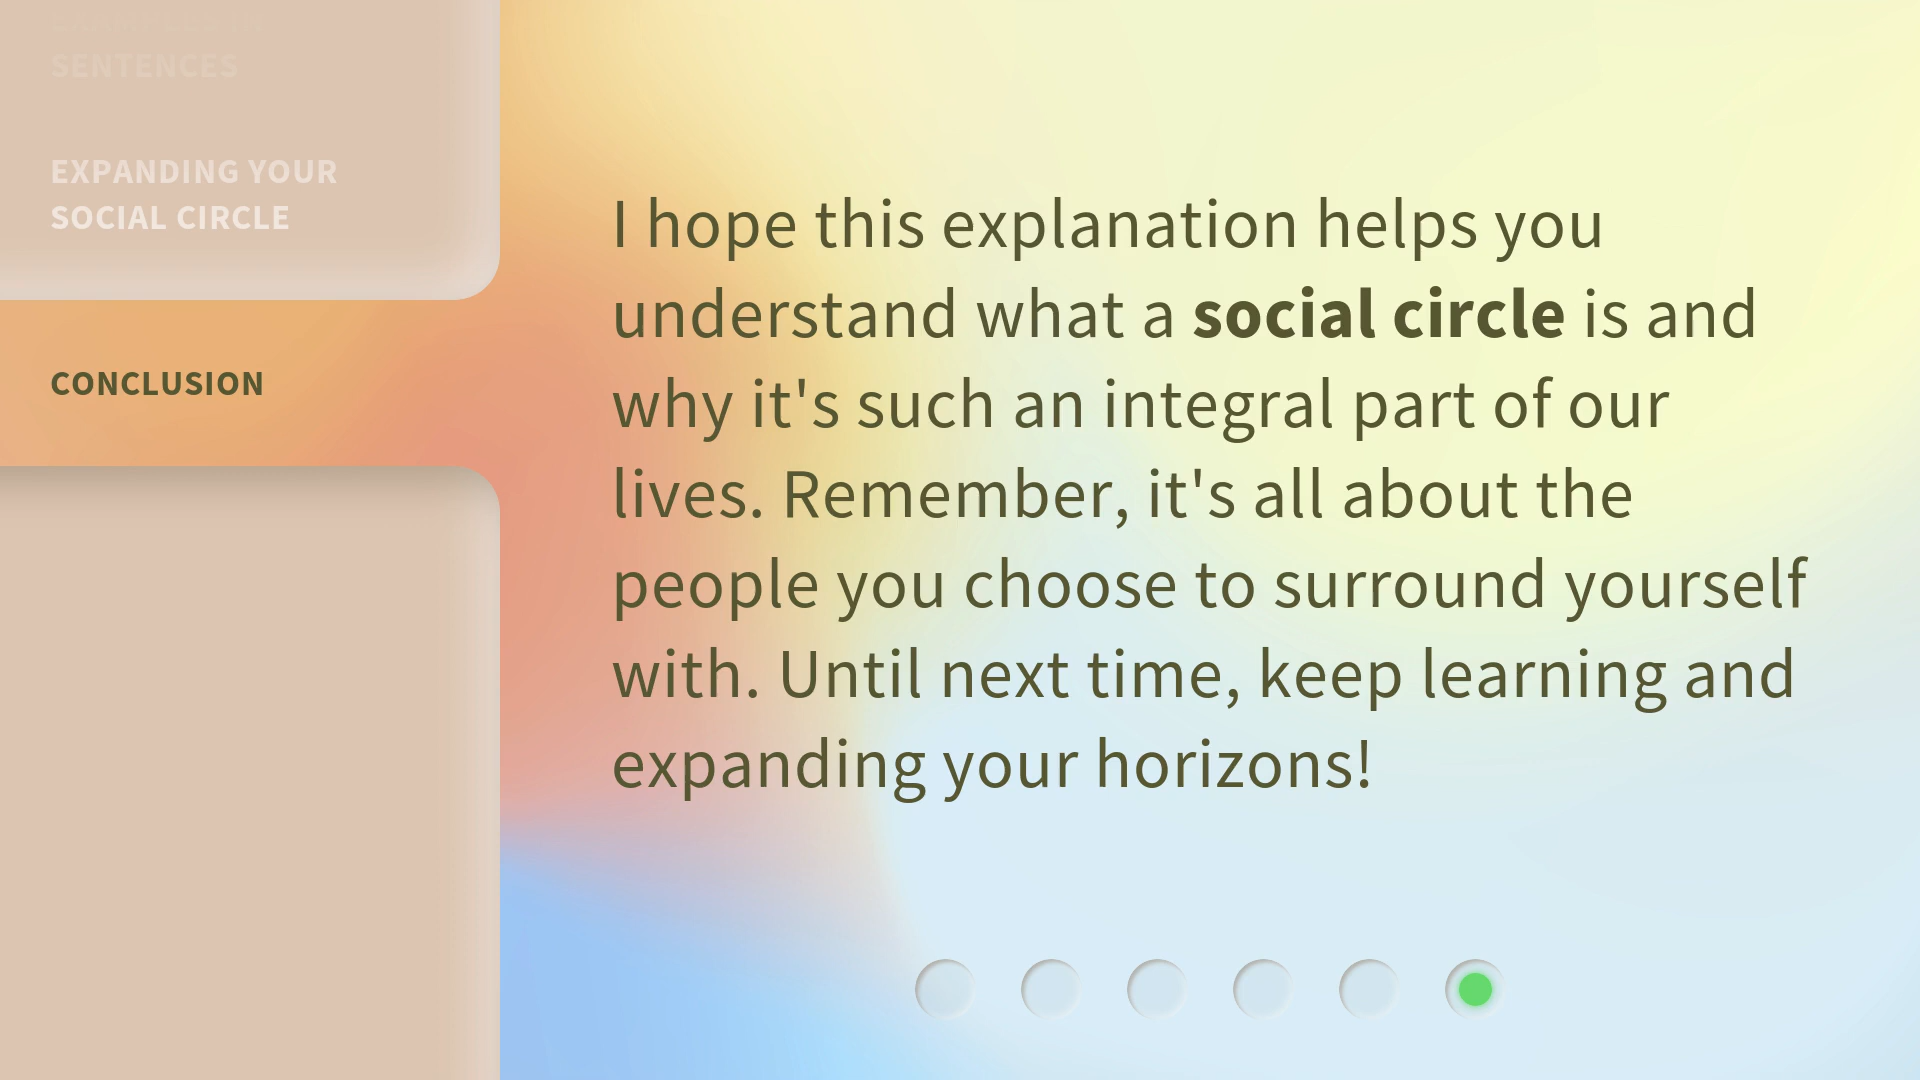 SENTENCES
EXPANDING YOUR
SOCIAL CIRCLE
CONCLUSION
I hope this explanation helps you
understand what a social circle is and
why it's such an integral part of our
lives. Remember, it's all about the
people you choose to surround yourself
with. Until next time, keep learning and
expanding your horizons!